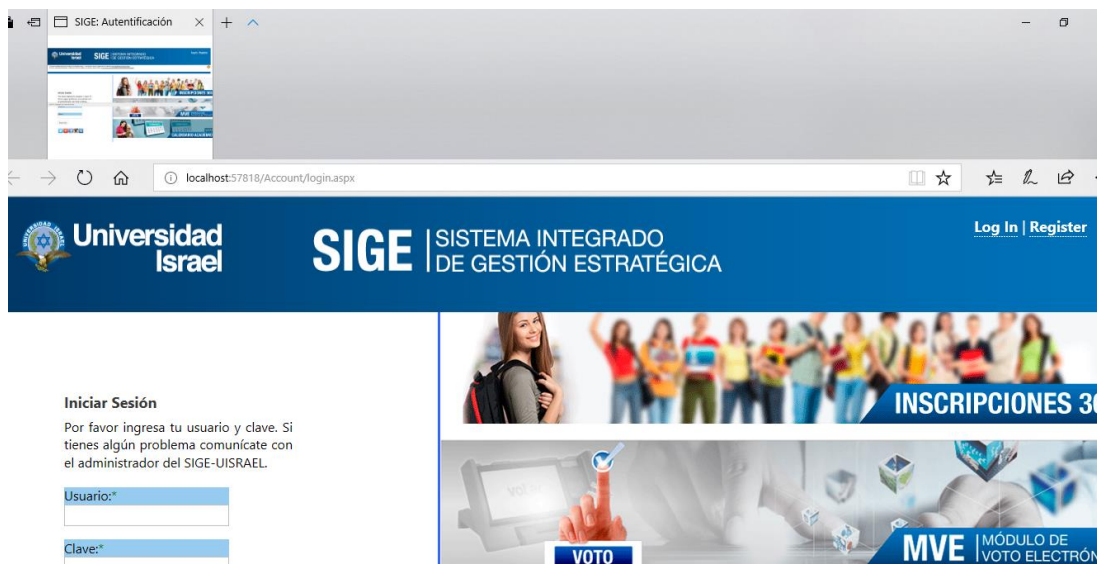 SIGE: Autentificación
localhost:57818/Account/login.aspx
Universidad
Israel
SIGE
SISTEMA INTEGRADO
DE GESTIÓN ESTRATÉGICA
Log In | Register
Iniciar Sesión
Por favor ingresa tu usuario y clave. Si
tienes algún problema comunícate con
el administrador del SIGE-UISRAEL.
Usuario:*
Clave:*
INSCRIPCIONES 36
VOTO
MVE
MÓDULO DE
VOTO ELECTRÓN